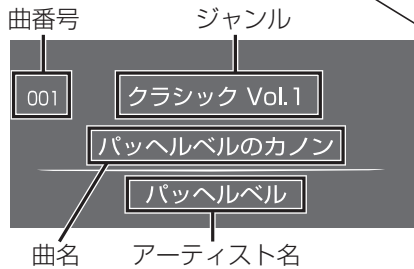 曲番号 ジャンル
001 クラシック Vol.1
パッヘルベルのカノン
パッヘルベル
曲名 アーティスト名